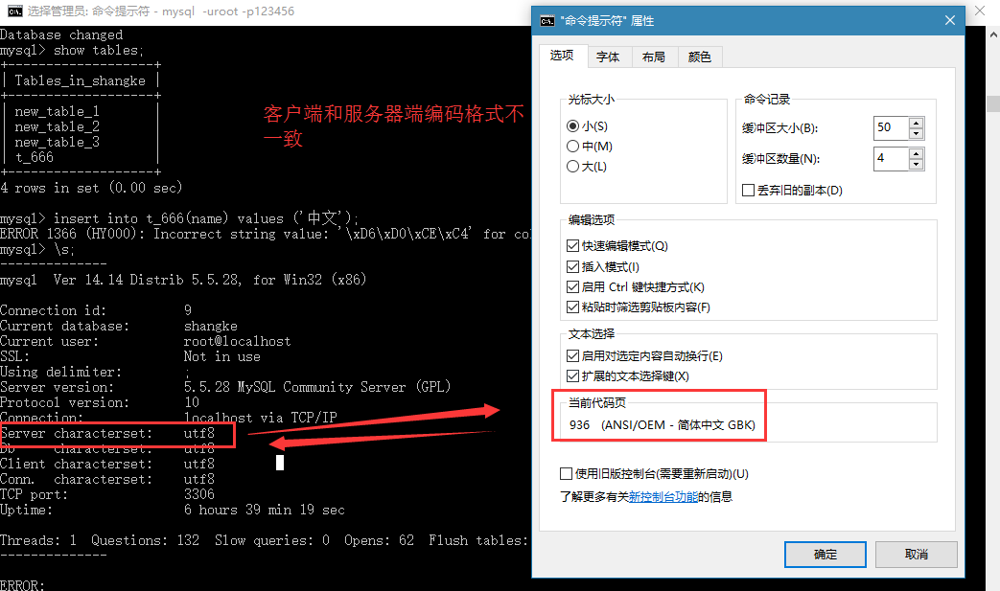 选择管理员: 命令提示符 - mysql  -uroot -p123456
Database changed
mysql> show tables;
+-------------------+
| Tables_in_shangke |
+-------------------+
| new_table_1       |
| new_table_2       |
| new_table_3       |
| t_666             |
+-------------------+
4 rows in set (0.00 sec)
mysql> insert into t_666(name) values ('中文');
ERROR 1366 (HY000): Incorrect string value: '\xD6\xD0\xCE\xC4' for co
mysql> \s;
--------------
mysql  Ver 14.14 Distrib 5.5.28, for Win32 (x86)
Connection id:          9
Current database:       shangke
Current user:           root@localhost
SSL:                    Not in use
Using delimiter:        ;
Server version:         5.5.28 MySQL Community Server (GPL)
Protocol version:       10
Connection:             localhost via TCP/IP
Server characterset:    utf8
Db     characterset:    utf8
Client characterset:    utf8
Conn.  characterset:    utf8
TCP port:               3306
Uptime:                 6 hours 39 min 19 sec
Threads: 1  Questions: 132  Slow queries: 0  Opens: 62  Flush tables:
--------------
ERROR:
客户端和服务器端编码格式不
一致
"命令提示符" 属性
选项 字体 布局 颜色
光标大小
小(S)
中(M)
大(L)
命令记录
缓冲区大小(B): 50
缓冲区数量(N): 4
丢弃旧的副本(D)
编辑选项
快速编辑模式(Q)
插入模式(I)
启用 Ctrl 键快捷方式(K)
粘贴时筛选剪贴板内容(F)
文本选择
启用对选定内容自动换行(E)
扩展的文本选择键(X)
当前代码页
936   (ANSI/OEM - 简体中文 GBK)
使用旧版控制台(需要重新启动)(U)
了解更多有关新控制台功能的信息
确定 取消